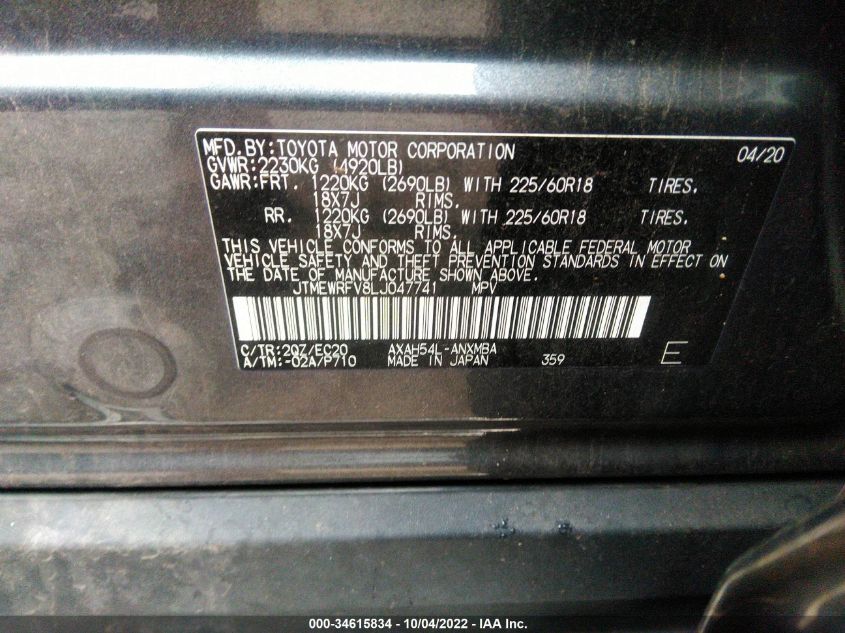 MFD.BY:TOYOTA MOTOR CORPORATION 04/20
GVWR:2230KG (4920LB)
GAWR:FRT. 1220KG (2690LB) WITH 225/60R18 TIRES.
18X7J RIMS.
RR. 1220KG (2690LB) WITH 225/60R18 TIRES.
18X7J RIMS.
THIS VEHICLE CONFORMS TO ALL APPLICABLE FEDERAL MOTOR
VEHICLE SAFETY AND THEFT PREVENTION STANDARDS IN EFFECT ON
THE DATE OF MANUFACTURE SHOWN ABOVE.
JTMEWRFV8LJ047741 MPV
C/TR:2QZ/EC20 AXAH54L-ANXMBA
A/TM:-02A/P710 MADE IN JAPAN 359 E
000-34615834 - 10/04/2022 - IAA Inc.